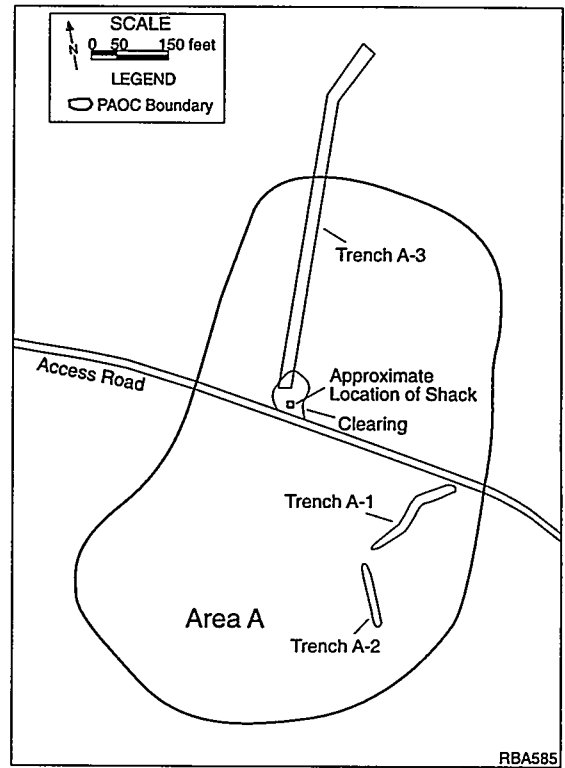 SCALE
N
0 50 150 feet
LEGEND
PAOC Boundary
Trench A-3
Access Road
Approximate
Location of Shack
Clearing
Trench A-1
Area A
Trench A-2
RBA585